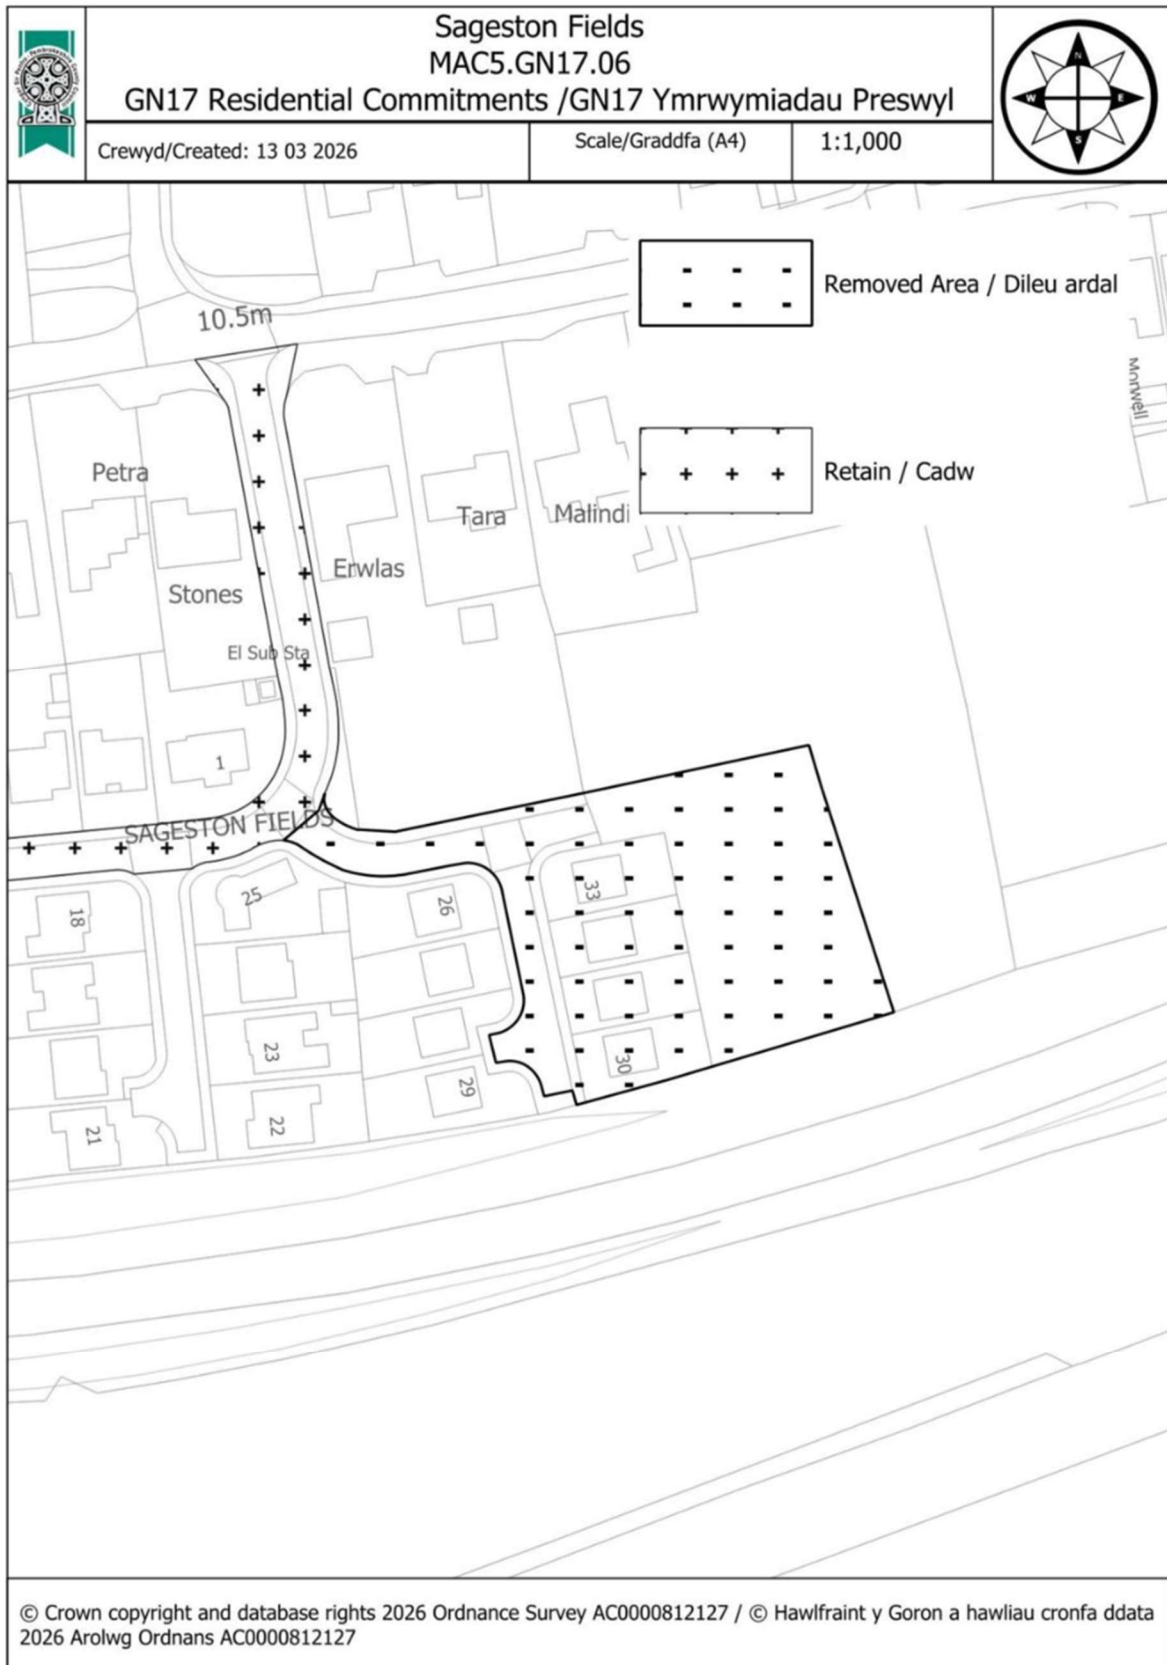 Sageston Fields
MAC5.GN17.06
GN17 Residential Commitments /GN17 Ymrwymiadau Preswyl
Crewyd/Created: 13 03 2026
Scale/Graddfa (A4)
1:1,000
N
W
E
S
Removed Area / Dileu ardal
10.5m
Morwell
Petra
Retain / Cadw
Tara
Malindi
Erwlas
Stones
El Sub Sta
1
SAGESTON FIELDS
25
33
26
18
23
30
29
22
21
© Crown copyright and database rights 2026 Ordnance Survey AC0000812127 / © Hawlfraint y Goron a hawliau cronfa ddata
2026 Arolwg Ordnans AC0000812127